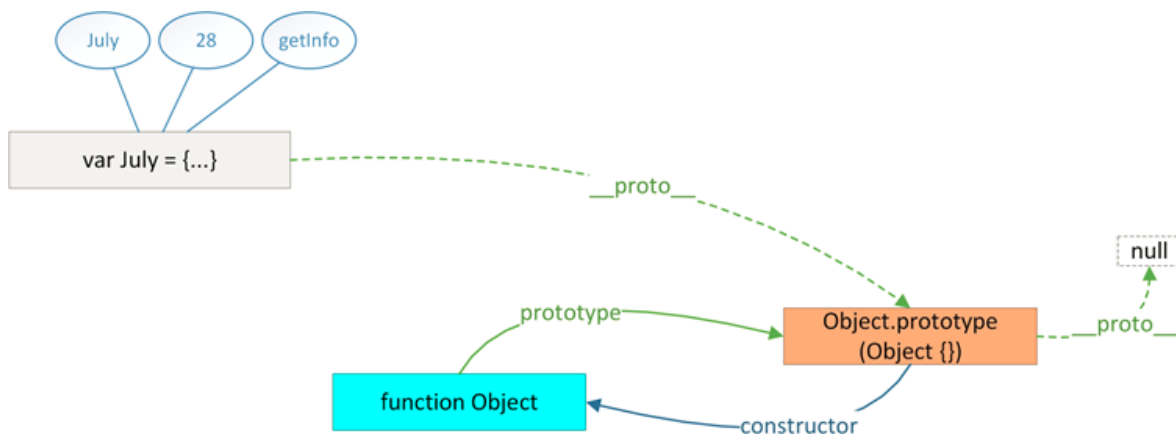 July
28
getInfo
var July = {...}
__proto__
null
prototype
Object.prototype
(Object {})
__proto__
function Object
constructor